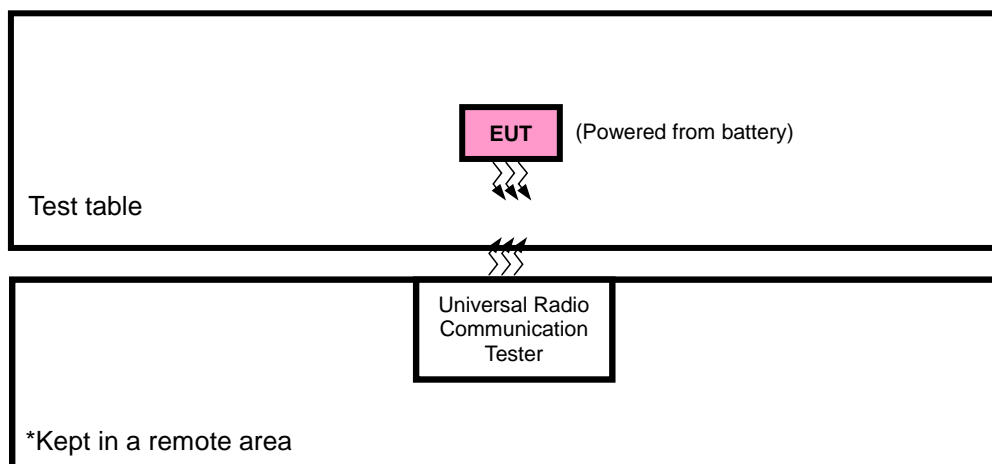 EUT
(Powered from battery)
Test table
Universal Radio
Communication
Tester
*Kept in a remote area